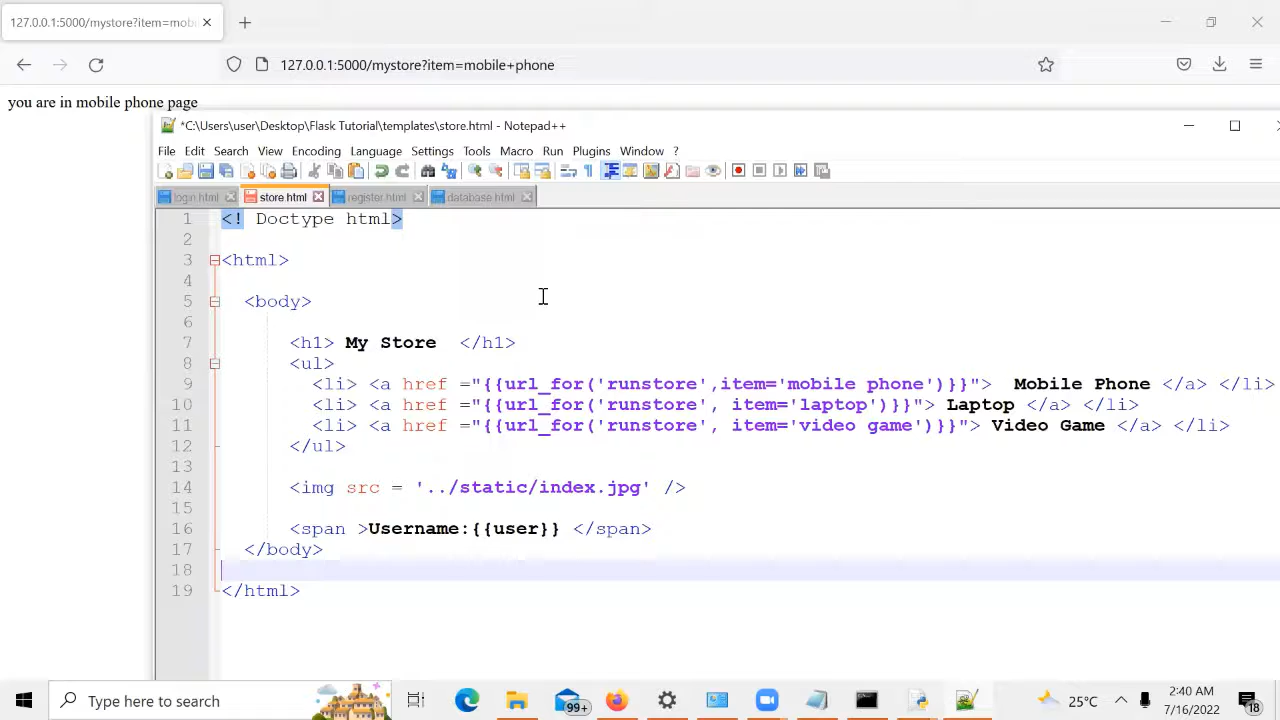 127.0.0.1:5000/mystore?item=mob
127.0.0.1:5000/mystore?item=mobile+phone
you are in mobile phone page
*C:\Users\user\Desktop\Flask Tutorial\templates\store.html - Notepad++
File Edit Search View Encoding Language Settings Tools Macro Run Plugins Window ?
login.html store.html register.html database.html
1 <! Doctype html>
2
3 <html>
4
5 <body>
6
7 <h1> My Store </h1>
8 <ul>
9 <li> <a href ="{{url_for('runstore',item='mobile phone')}}"> Mobile Phone </a> </li>
10 <li> <a href ="{{url_for('runstore', item='laptop')}}"> Laptop </a> </li>
11 <li> <a href ="{{url_for('runstore', item='video game')}}"> Video Game </a> </li>
12 </ul>
13
14 <img src = '../static/index.jpg' />
15
16 <span >Username:{{user}} </span>
17 </body>
18
19 </html>
Type here to search
99+
25°C
2:40 AM
7/16/2022
18